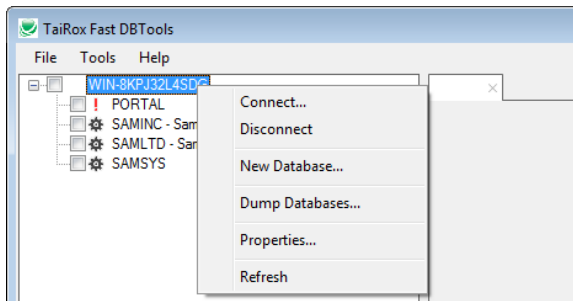 TaiRox Fast DBTools
File Tools Help
WIN-8KPJ32L4SDG
PORTAL
SAMINC - Sam
SAMLTD - Sam
SAMSYS
Connect...
Disconnect
New Database...
Dump Databases...
Properties...
Refresh